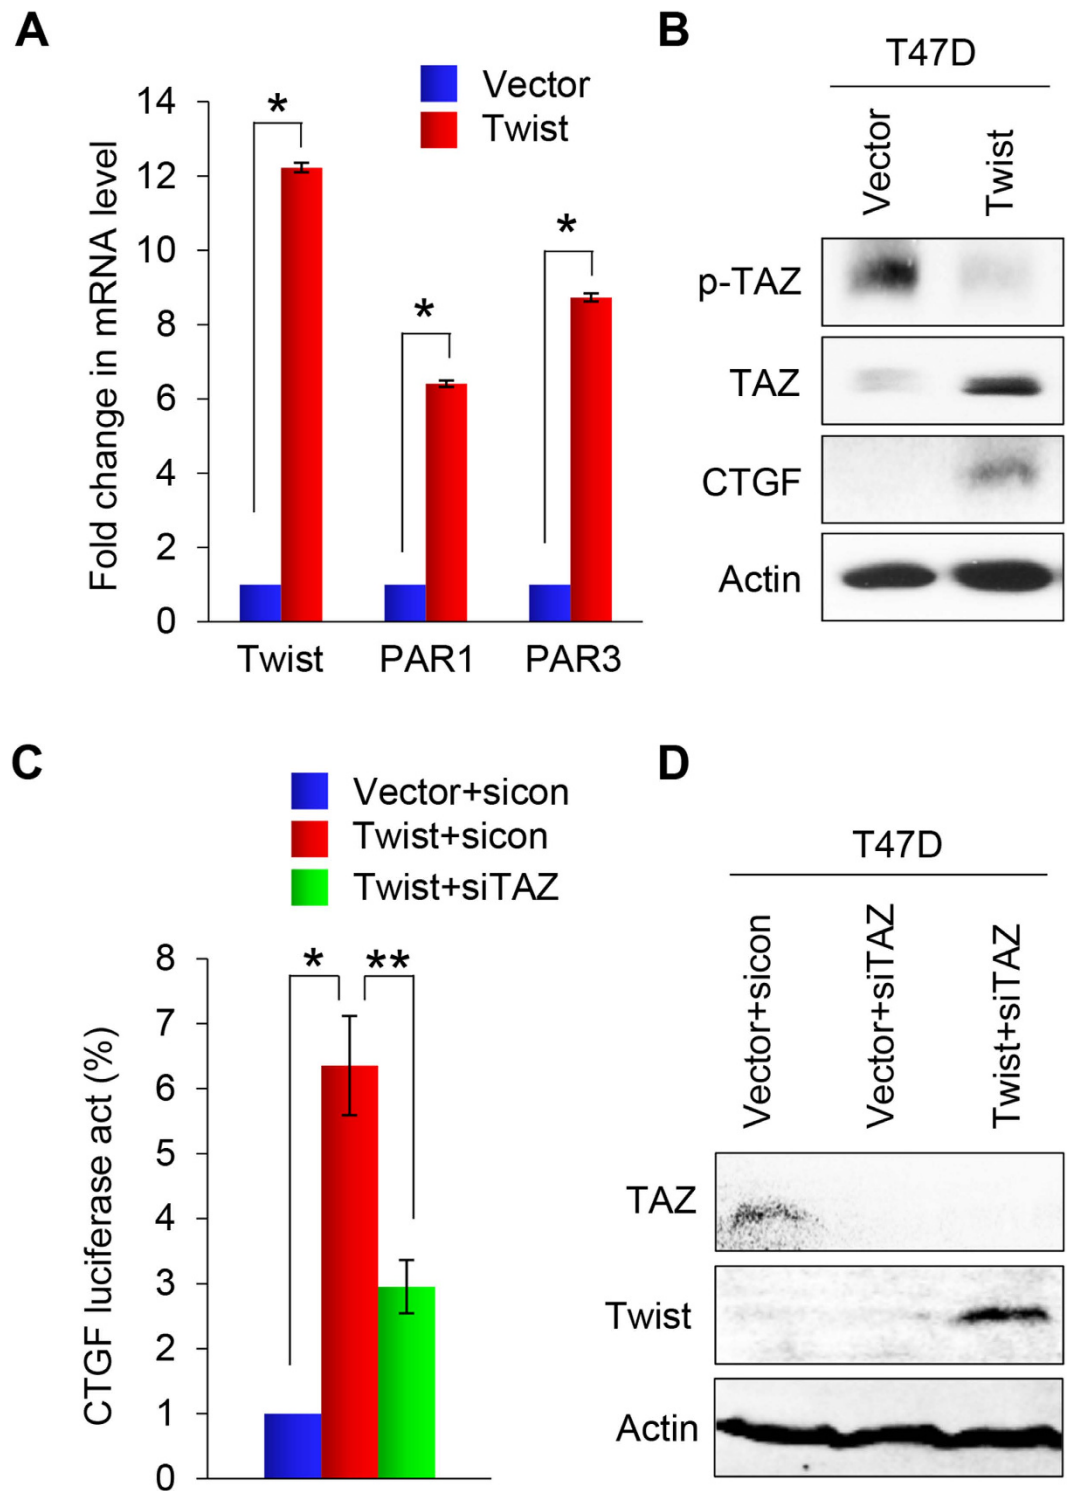 A
Vector
Twist
Fold change in mRNA level
14
12
10
8
6
4
2
0
*
*
*
Twist PAR1 PAR3
B
T47D
Vector Twist
p-TAZ
TAZ
CTGF
Actin
C
Vector+sicon
Twist+sicon
Twist+siTAZ
CTGF luciferase act (%)
8
7
6
5
4
3
2
1
0
* **
D
T47D
Vector+sicon Vector+siTAZ Twist+siTAZ
TAZ
Twist
Actin